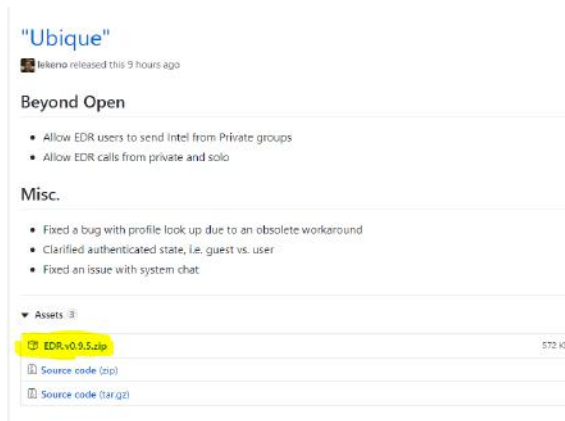 "Ubique"
lekeno released this 9 hours ago
Beyond Open
Allow EDR users to send Intel from Private groups
Allow EDR calls from private and solo
Misc.
Fixed a bug with profile look up due to an obsolete workaround
Clarified authenticated state, i.e. guest vs. user
Fixed an issue with system chat
Assets 3
EDR.v0.9.5.zip 572 K
Source code (zip)
Source code (tar.gz)